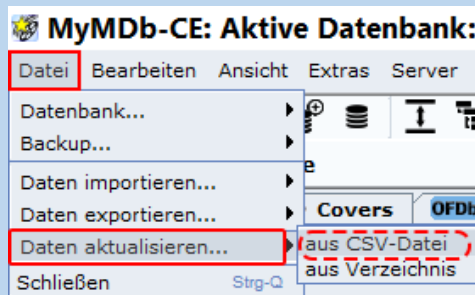 MyMDb-CE: Aktive Datenbank:
Datei Bearbeiten Ansicht Extras Server
Datenbank...
Backup...
Daten importieren...
Daten exportieren...
Covers OFDb
Daten aktualisieren...
aus CSV-Datei
aus Verzeichnis
Schließen Strg-Q